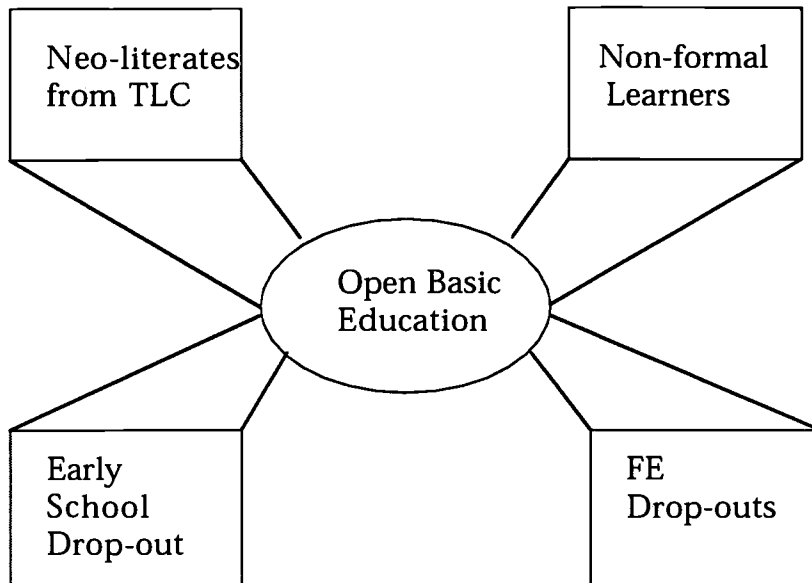 Neo-literates
from TLC
Non-formal
Learners
Open Basic
Education
Early
School
Drop-out
FE
Drop-outs